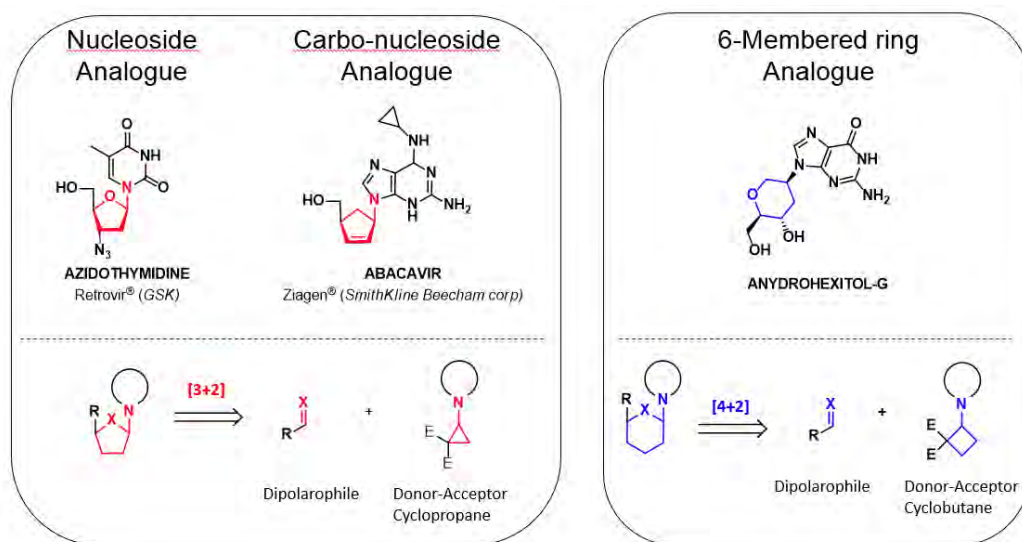 Nucleoside
Analogue
Carbo-nucleoside
Analogue
6-Membered ring
Analogue
O
NH
N
O
HO
O
N3
AZIDOTHYMIDINE
Retrovir® (GSK)
NH
N
N
N
N
H
NH2
HO
ABACAVIR
Ziagen® (SmithKline Beecham corp)
O
N
NH
N
N
NH2
O
OH
OH
ANYDROHEXITOL-G
R
X
N
[3+2]
X
R
+
N
E
E
Dipolarophile
Donor-Acceptor
Cyclopropane
R
X
N
[4+2]
X
R
+
N
E
E
Dipolarophile
Donor-Acceptor
Cyclobutane